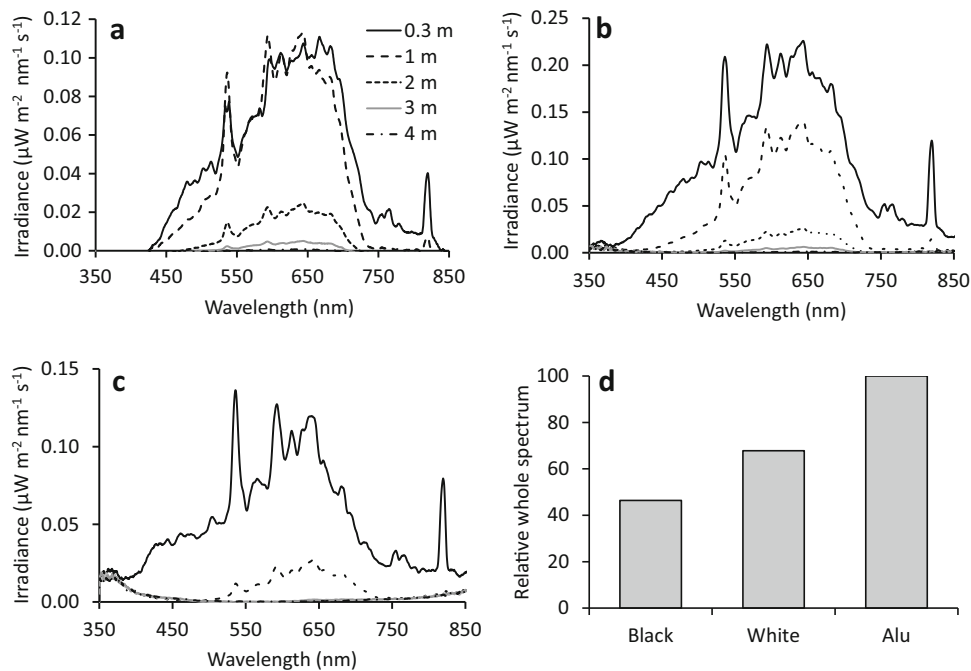 a
0.12
0.10
0.08
0.06
0.04
0.02
0.00
Irradiance (µW m⁻² nm⁻¹ s⁻¹)
350 450 550 650 750 850
Wavelength (nm)
0.3 m
1 m
2 m
3 m
4 m
b
0.25
0.20
0.15
0.10
0.05
0.00
Irradiance (µW m⁻² nm⁻¹ s⁻¹)
350 450 550 650 750 850
Wavelength (nm)
c
0.15
0.10
0.05
0.00
Irradiance (µW m⁻² nm⁻¹ s⁻¹)
350 450 550 650 750 850
Wavelength (nm)
d
100
80
60
40
20
0
Relative whole spectrum
Black White Alu